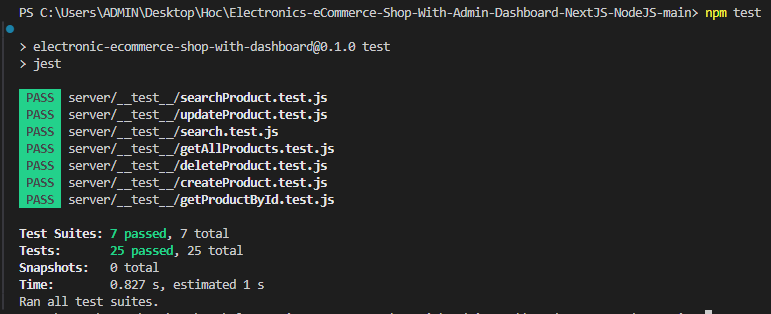 PS C:\Users\ADMIN\Desktop\Hoc\Electronics-eCommerce-Shop-With-Admin-Dashboard-NextJS-NodeJS-main> npm test
> electronic-ecommerce-shop-with-dashboard@0.1.0 test
> jest
PASS server/__test__/searchProduct.test.js
PASS server/__test__/updateProduct.test.js
PASS server/__test__/search.test.js
PASS server/__test__/getAllProducts.test.js
PASS server/__test__/deleteProduct.test.js
PASS server/__test__/createProduct.test.js
PASS server/__test__/getProductById.test.js
Test Suites: 7 passed, 7 total
Tests: 25 passed, 25 total
Snapshots: 0 total
Time: 0.827 s, estimated 1 s
Ran all test suites.